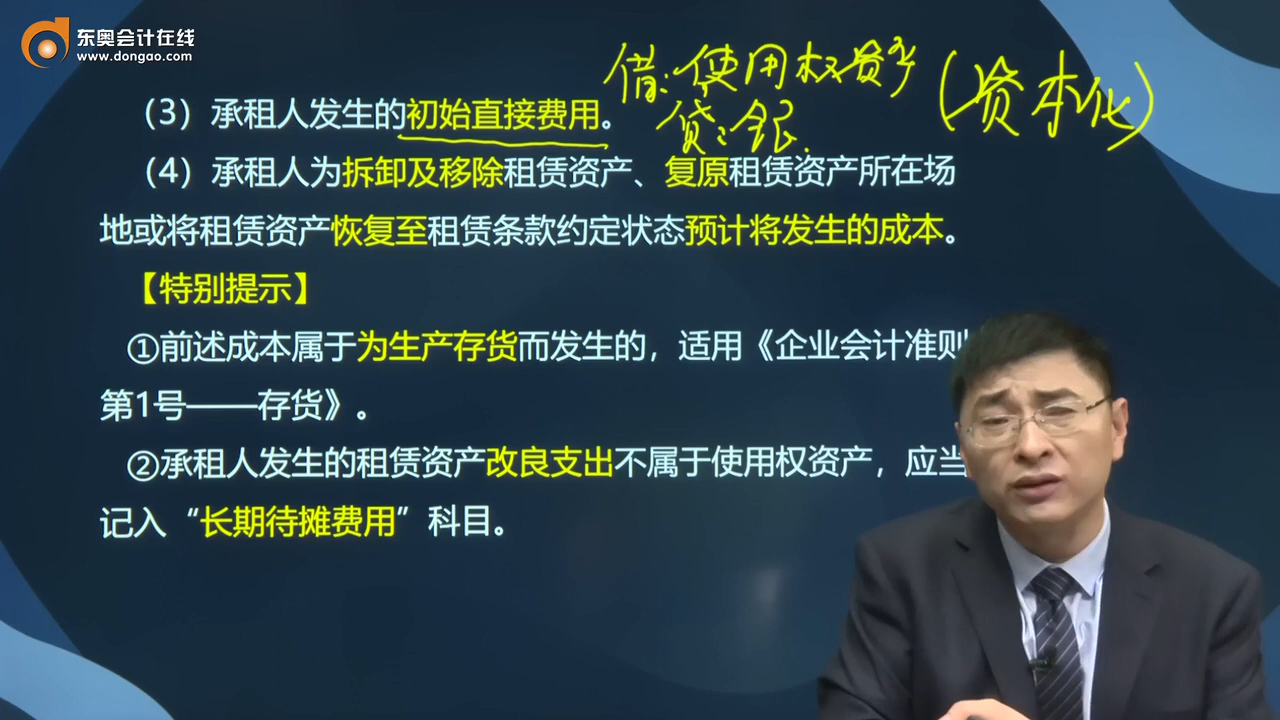 东奥会计在线
www.dongao.com
借:使用权资产(资本化)
贷:银.
(3)承租人发生的初始直接费用。
(4)承租人为拆卸及移除租赁资产、复原租赁资产所在场
地或将租赁资产恢复至租赁条款约定状态预计将发生的成本。
【特别提示】
①前述成本属于为生产存货而发生的,适用《企业会计准则
第1号——存货》。
②承租人发生的租赁资产改良支出不属于使用权资产,应当
记入“长期待摊费用”科目。